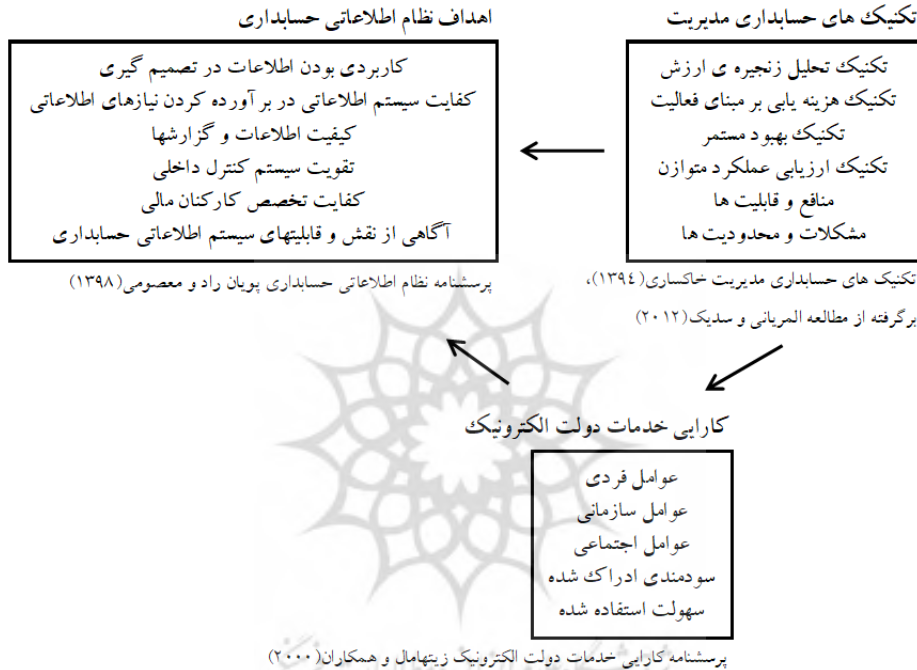 تکنیک های حسابداری مدیریت
تکنیک تحلیل زنجیره ی ارزش
تکنیک هزینه یابی بر مبنای فعالیت
تکنیک بهبود مستمر
تکنیک ارزیابی عملکرد متوازن
منافع و قابلیت ها
مشکلات و محدودیت ها
تکنیک های حسابداری مدیریت خاکساری(۱۳۹٤)،
برگرفته از مطالعه المریانی و سدیک(۲۰۱۲)
اهداف نظام اطلاعاتی حسابداری
کاربردی بودن اطلاعات در تصمیم گیری
کفایت سیستم اطلاعاتی در بر آورده کردن نیازهای اطلاعاتی
کیفیت اطلاعات و گزارشها
تقویت سیستم کنترل داخلی
کفایت تخصص کارکنان مالی
آگاهی از نقش و قابلیتهای سیستم اطلاعاتی حسابداری
پرسشنامه نظام اطلاعاتی حسابداری پویان راد و معصومی(۱۳۹۸)
کارایی خدمات دولت الکترونیک
عوامل فردی
عوامل سازمانی
عوامل اجتماعی
سودمندی ادراک شده
سهولت استفاده شده
پرسشنامه کارایی خدمات دولت الکترونیک زیتهامال و همکاران(۲۰۰۰)